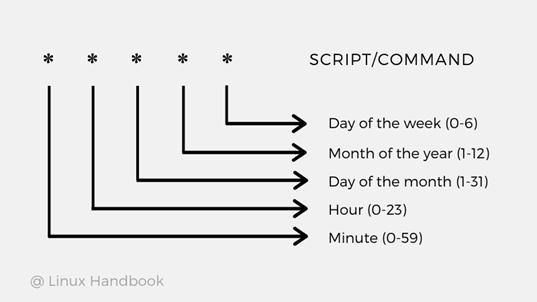 * * * * * SCRIPT/COMMAND
Day of the week (0-6)
Month of the year (1-12)
Day of the month (1-31)
Hour (0-23)
Minute (0-59)
@ Linux Handbook